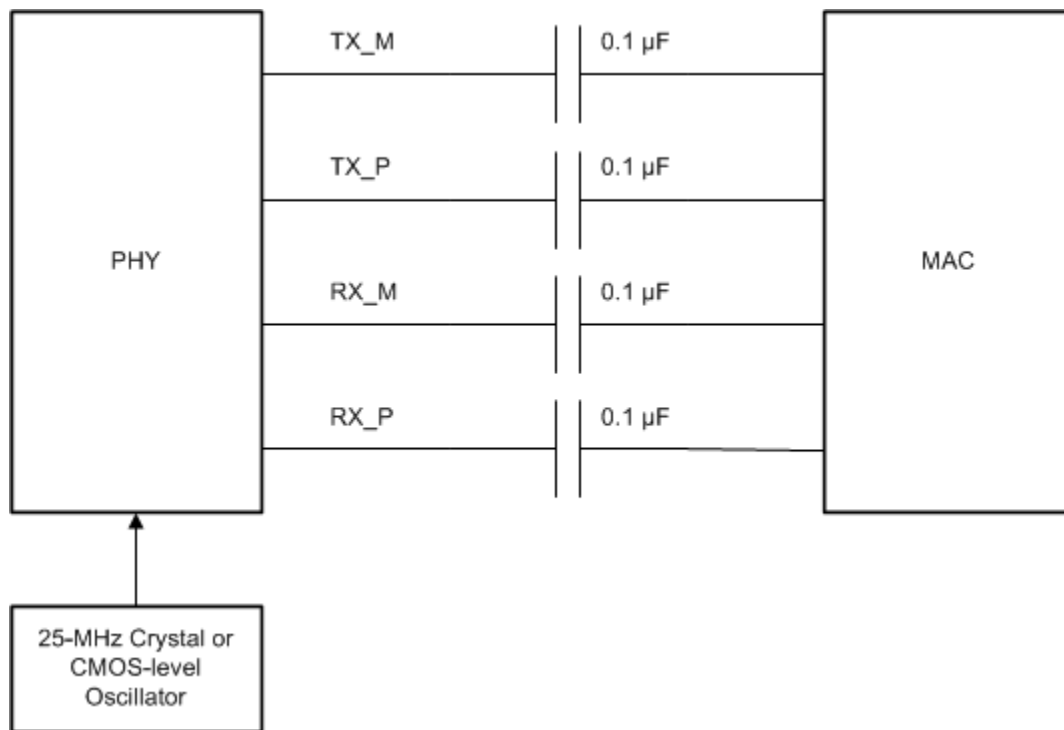 TX_M
0.1 µF
TX_P
0.1 µF
PHY
MAC
RX_M
0.1 µF
RX_P
0.1 µF
25-MHz Crystal or
CMOS-level
Oscillator